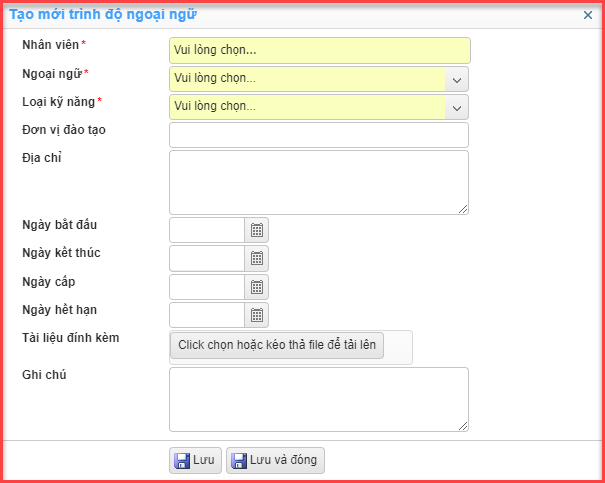 Tạo mới trình độ ngoại ngữ
Nhân viên* Vui lòng chọn...
Ngoại ngữ* Vui lòng chọn...
Loại kỹ năng* Vui lòng chọn...
Đơn vị đào tạo
Địa chỉ
Ngày bắt đầu
Ngày kết thúc
Ngày cấp
Ngày hết hạn
Tài liệu đính kèm Click chọn hoặc kéo thả file để tải lên
Ghi chú
Lưu Lưu và đóng